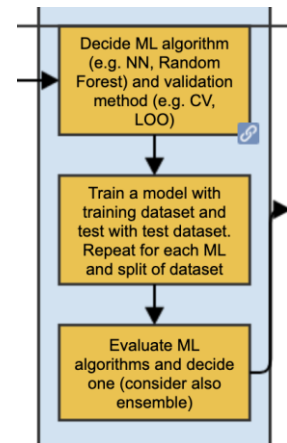 Decide ML algorithm
(e.g. NN, Random
Forest) and validation
method (e.g. CV,
LOO)
Train a model with
training dataset and
test with test dataset.
Repeat for each ML
and split of dataset
Evaluate ML
algorithms and decide
one (consider also
ensemble)